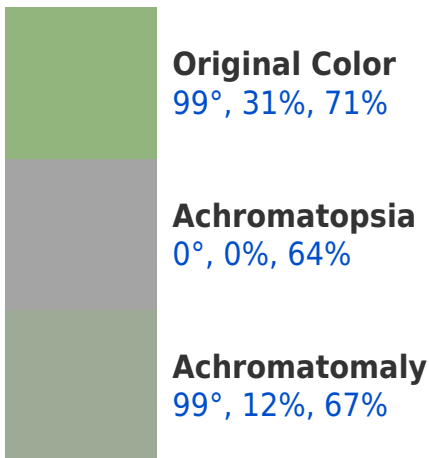 Original Color
99°, 31%, 71%
Achromatopsia
0°, 0%, 64%
Achromatomaly
99°, 12%, 67%